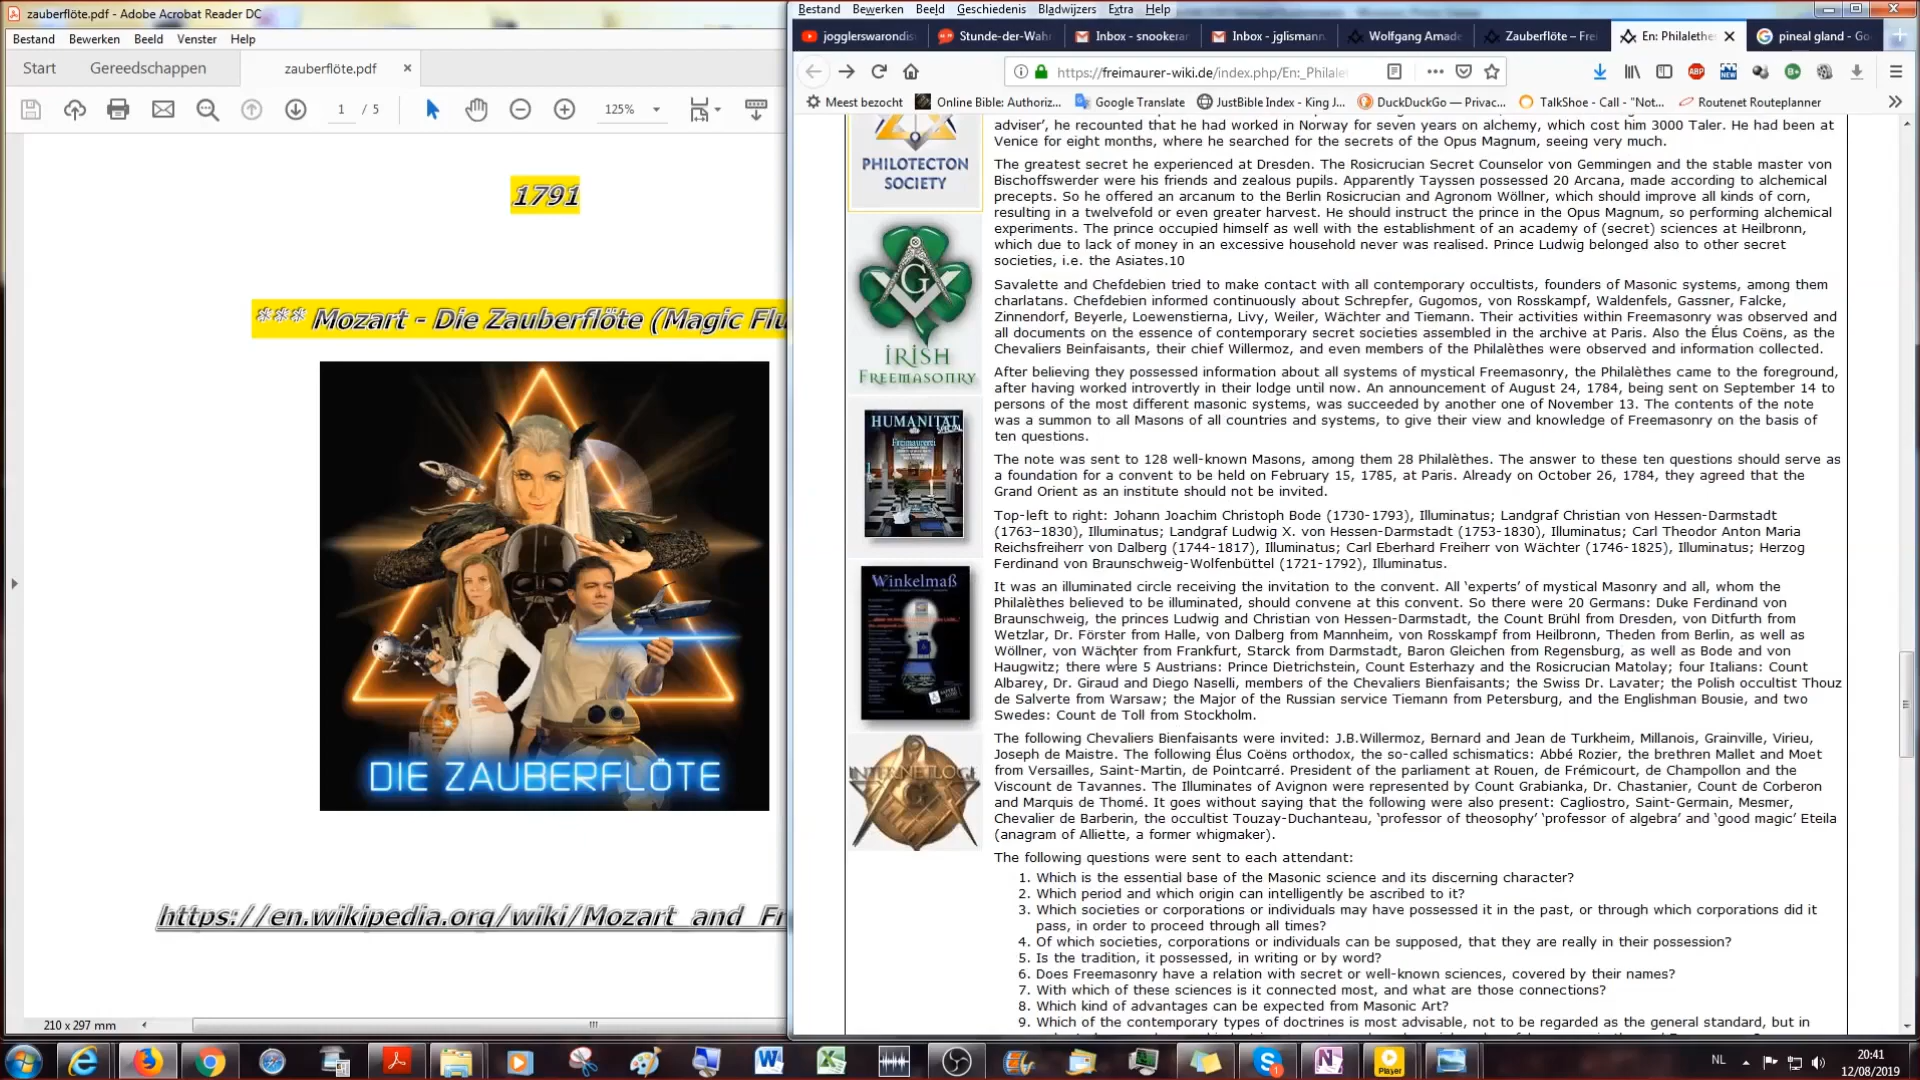 zauberflöte.pdf - Adobe Acrobat Reader DC
Bestand Bewerken Beeld Venster Help
Start Gereedschappen zauberflöte.pdf ×
1 / 5 125%
1791
*** Mozart - Die Zauberflöte (Magic Flu
DIE ZAUBERFLÖTE
https://en.wikipedia.org/wiki/Mozart_and_Fr
210 x 297 mm
Bestand Bewerken Beeld Geschiedenis Bladwijzers Extra Help
jogglerswarondis
Stunde-der-Wah
Inbox - snookerar
Inbox - jglismann.
Wolfgang Amade
Zauberflöte – Frei
En: Philalethe
pineal gland - Go
https://freimaurer-wiki.de/index.php/En:_Philalet
Meest bezocht Online Bible: Authoriz... Google Translate JustBible Index - King J... DuckDuckGo — Privac... TalkShoe - Call - "Not... Routenet Routeplanner
PHILOTECTON
SOCIETY
G
IRISH
FREEMASONRY
HUMANITÄT
Winkelmaß
INTERNETLOGE
G
adviser’, he recounted that he had worked in Norway for seven years on alchemy, which cost him 3000 Taler. He had been at
Venice for eight months, where he searched for the secrets of the Opus Magnum, seeing very much.
The greatest secret he experienced at Dresden. The Rosicrucian Secret Counselor von Gemmingen and the stable master von
Bischoffswerder were his friends and zealous pupils. Apparently Tayssen possessed 20 Arcana, made according to alchemical
precepts. So he offered an arcanum to the Berlin Rosicrucian and Agronom Wöllner, which should improve all kinds of corn,
resulting in a twelvefold or even greater harvest. He should instruct the prince in the Opus Magnum, so performing alchemical
experiments. The prince occupied himself as well with the establishment of an academy of (secret) sciences at Heilbronn,
which due to lack of money in an excessive household never was realised. Prince Ludwig belonged also to other secret
societies, i.e. the Asiates.10
Savalette and Chefdebien tried to make contact with all contemporary occultists, founders of Masonic systems, among them
charlatans. Chefdebien informed continuously about Schrepfer, Gugomos, von Rosskampf, Waldenfels, Gassner, Falcke,
Zinnendorf, Beyerle, Loewenstierna, Livy, Weiler, Wächter and Tiemann. Their activities within Freemasonry was observed and
all documents on the essence of contemporary secret societies assembled in the archive at Paris. Also the Élus Coëns, as the
Chevaliers Beinfaisants, their chief Willermoz, and even members of the Philalèthes were observed and information collected.
After believing they possessed information about all systems of mystical Freemasonry, the Philalèthes came to the foreground,
after having worked introvertly in their lodge until now. An announcement of August 24, 1784, being sent on September 14 to
persons of the most different masonic systems, was succeeded by another one of November 13. The contents of the note
was a summon to all Masons of all countries and systems, to give their view and knowledge of Freemasonry on the basis of
ten questions.
The note was sent to 128 well-known Masons, among them 28 Philalèthes. The answer to these ten questions should serve as
a foundation for a convent to be held on February 15, 1785, at Paris. Already on October 26, 1784, they agreed that the
Grand Orient as an institute should not be invited.
Top-left to right: Johann Joachim Christoph Bode (1730-1793), Illuminatus; Landgraf Christian von Hessen-Darmstadt
(1763–1830), Illuminatus; Landgraf Ludwig X. von Hessen-Darmstadt (1753-1830), Illuminatus; Carl Theodor Anton Maria
Reichsfreiherr von Dalberg (1744-1817), Illuminatus; Carl Eberhard Freiherr von Wächter (1746-1825), Illuminatus; Herzog
Ferdinand von Braunschweig-Wolfenbüttel (1721-1792), Illuminatus.
It was an illuminated circle receiving the invitation to the convent. All ‘experts’ of mystical Masonry and all, whom the
Philalèthes believed to be illuminated, should convene at this convent. So there were 20 Germans: Duke Ferdinand von
Braunschweig, the princes Ludwig and Christian von Hessen-Darmstadt, the Count Brühl from Dresden, von Ditfurth from
Wetzlar, Dr. Förster from Halle, von Dalberg from Mannheim, von Rosskampf from Heilbronn, Theden from Berlin, as well as
Wöllner, von Wächter from Frankfurt, Starck from Darmstadt, Baron Gleichen from Regensburg, as well as Bode and von
Haugwitz; there were 5 Austrians: Prince Dietrichstein, Count Esterhazy and the Rosicrucian Matolay; four Italians: Count
Albarey, Dr. Giraud and Diego Naselli, members of the Chevaliers Bienfaisants; the Swiss Dr. Lavater; the Polish occultist Thouz
de Salverte from Warsaw; the Major of the Russian service Tiemann from Petersburg, and the Englishman Bousie, and two
Swedes: Count de Toll from Stockholm.
The following Chevaliers Bienfaisants were invited: J.B.Willermoz, Bernard and Jean de Turkheim, Millanois, Grainville, Virieu,
Joseph de Maistre. The following Élus Coëns orthodox, the so-called schismatics: Abbé Rozier, the brethren Mallet and Moet
from Versailles, Saint-Martin, de Pointcarré. President of the parliament at Rouen, de Frémicourt, de Champollon and the
Viscount de Tavannes. The Illuminates of Avignon were represented by Count Grabianka, Dr. Chastanier, Count de Corberon
and Marquis de Thomé. It goes without saying that the following were also present: Cagliostro, Saint-Germain, Mesmer,
Chevalier de Barberin, the occultist Touzay-Duchanteau, ‘professor of theosophy’ ‘professor of algebra’ and ‘good magic’ Eteila
(anagram of Alliette, a former whigmaker).
The following questions were sent to each attendant:
1. Which is the essential base of the Masonic science and its discerning character?
2. Which period and which origin can intelligently be ascribed to it?
3. Which societies or corporations or individuals may have possessed it in the past, or through which corporations did it
pass, in order to proceed through all times?
4. Of which societies, corporations or individuals can be supposed, that they are really in their possession?
5. Is the tradition, it possessed, in writing or by word?
6. Does Freemasonry have a relation with secret or well-known sciences, covered by their names?
7. With which of these sciences is it connected most, and what are those connections?
8. Which kind of advantages can be expected from Masonic Art?
9. Which of the contemporary types of doctrines is most advisable, not to be regarded as the general standard, but in
NL
20:41
12/08/2019